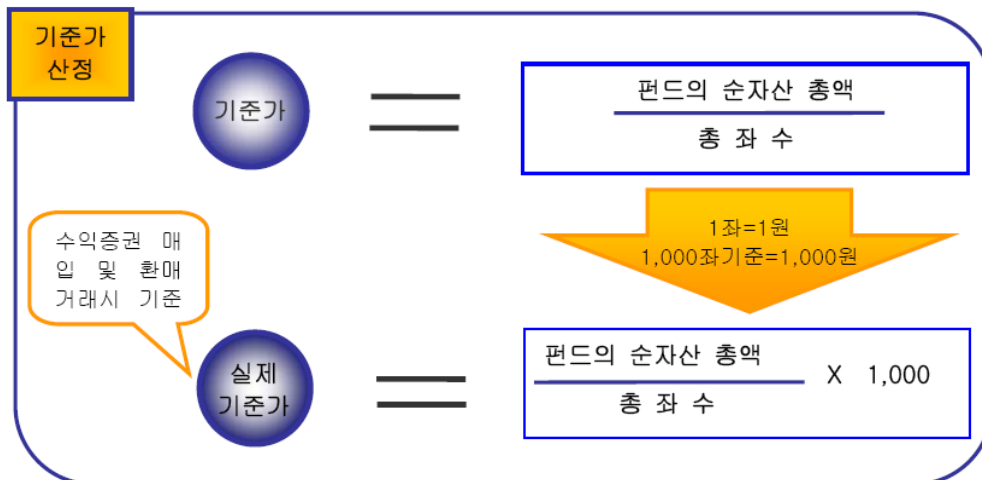 기준가
산정
기준가
펀드의 순자산 총액
총 좌 수
1좌=1원
1,000좌기준=1,000원
수익증권 매
입 및 환매
거래시 기준
실제
기준가
펀드의 순자산 총액
총 좌 수
X 1,000